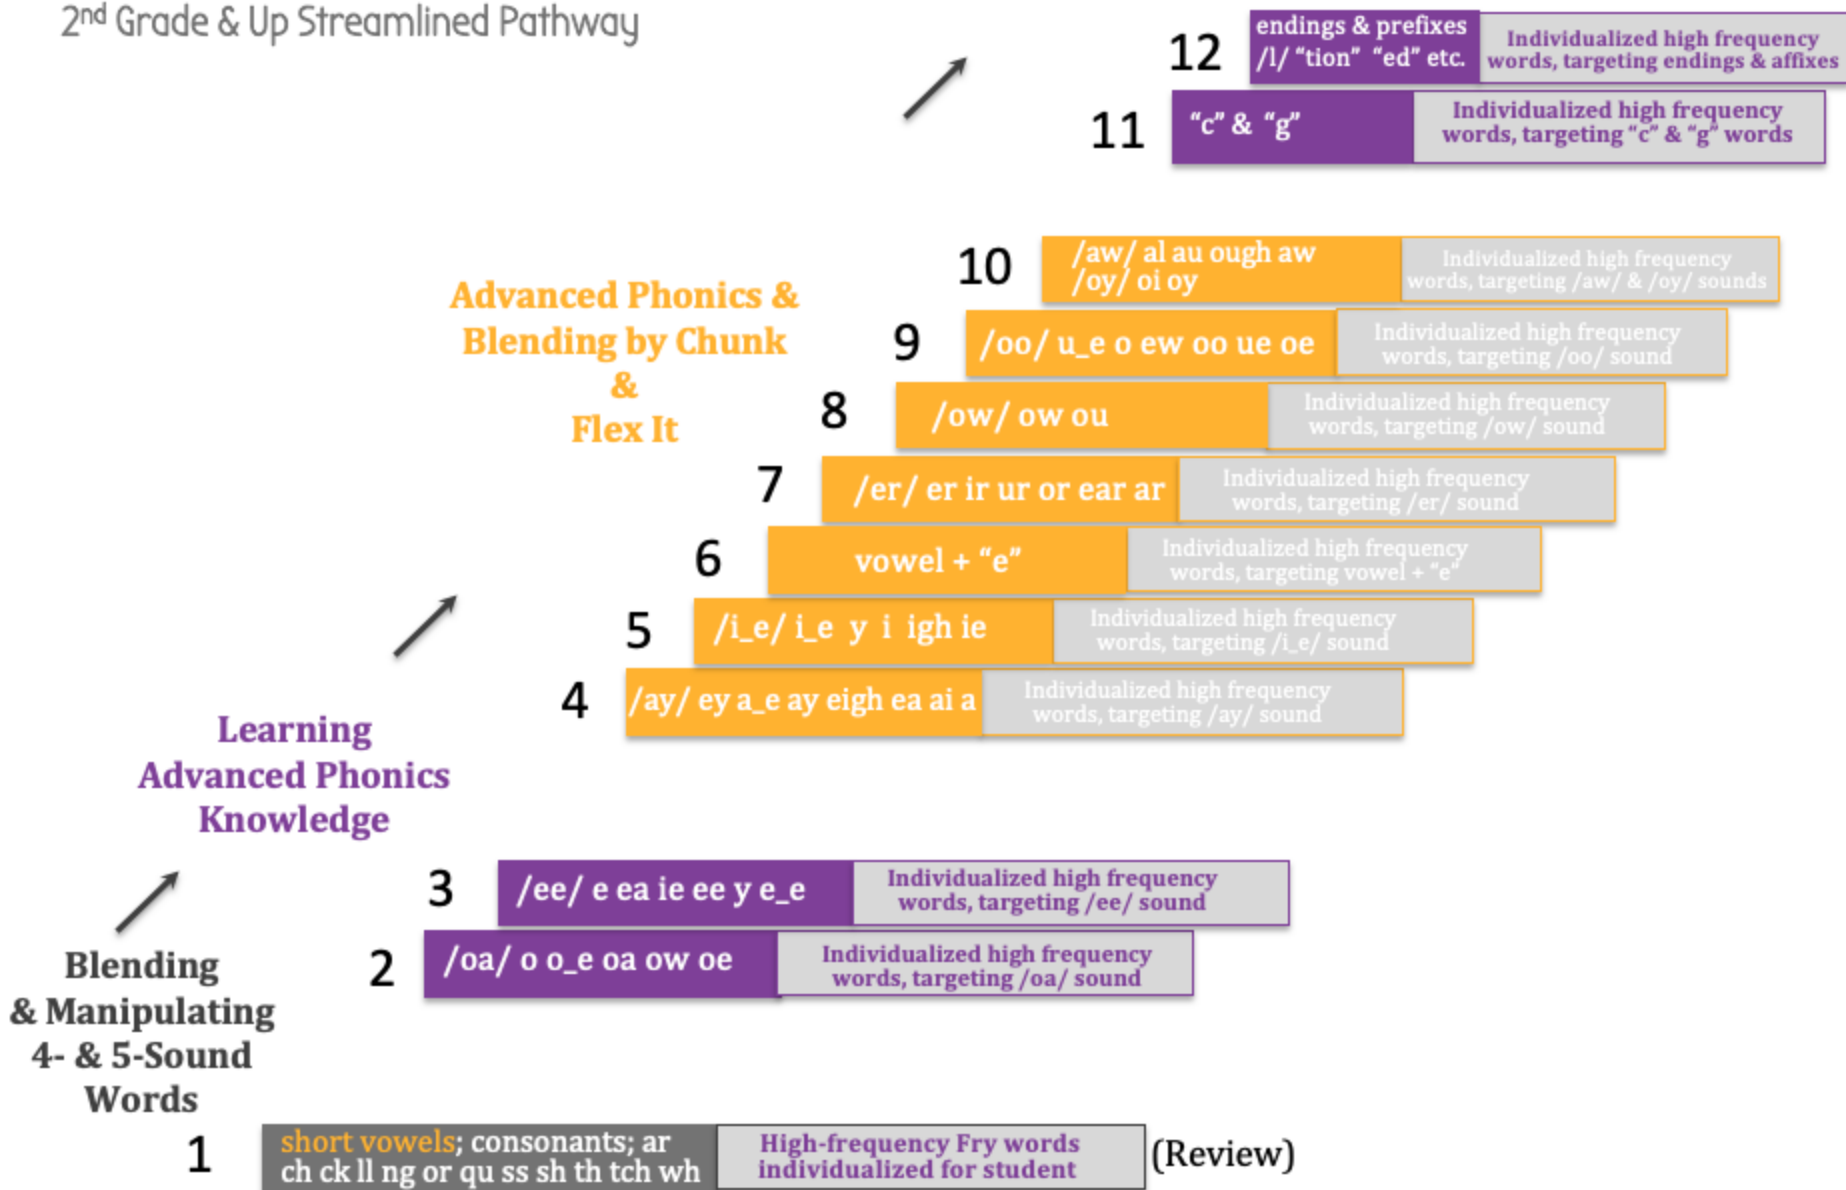 2nd Grade & Up Streamlined Pathway
12
endings & prefixes
/l/ “tion” “ed” etc.
Individualized high frequency
words, targeting endings & affixes
11
“c” & “g”
Individualized high frequency
words, targeting “c” & “g” words
10
/aw/ al au ough aw
/oy/ oi oy
Individualized high frequency
words, targeting /aw/ & /oy/ sounds
Advanced Phonics &
Blending by Chunk
&
Flex It
9
/oo/ u_e o ew oo ue oe
Individualized high frequency
words, targeting /oo/ sound
8
/ow/ ow ou
Individualized high frequency
words, targeting /ow/ sound
7
/er/ er ir ur or ear ar
Individualized high frequency
words, targeting /er/ sound
6
vowel + “e”
Individualized high frequency
words, targeting vowel + “e”
5
/i_e/ i_e y i igh ie
Individualized high frequency
words, targeting /i_e/ sound
4
/ay/ ey a_e ay eigh ea ai a
Individualized high frequency
words, targeting /ay/ sound
Learning
Advanced Phonics
Knowledge
3
/ee/ e ea ie ee y e_e
Individualized high frequency
words, targeting /ee/ sound
2
/oa/ o o_e oa ow oe
Individualized high frequency
words, targeting /oa/ sound
Blending
& Manipulating
4- & 5-Sound
Words
1
short vowels; consonants; ar
ch ck ll ng or qu ss sh th tch wh
High-frequency Fry words
individualized for student
(Review)